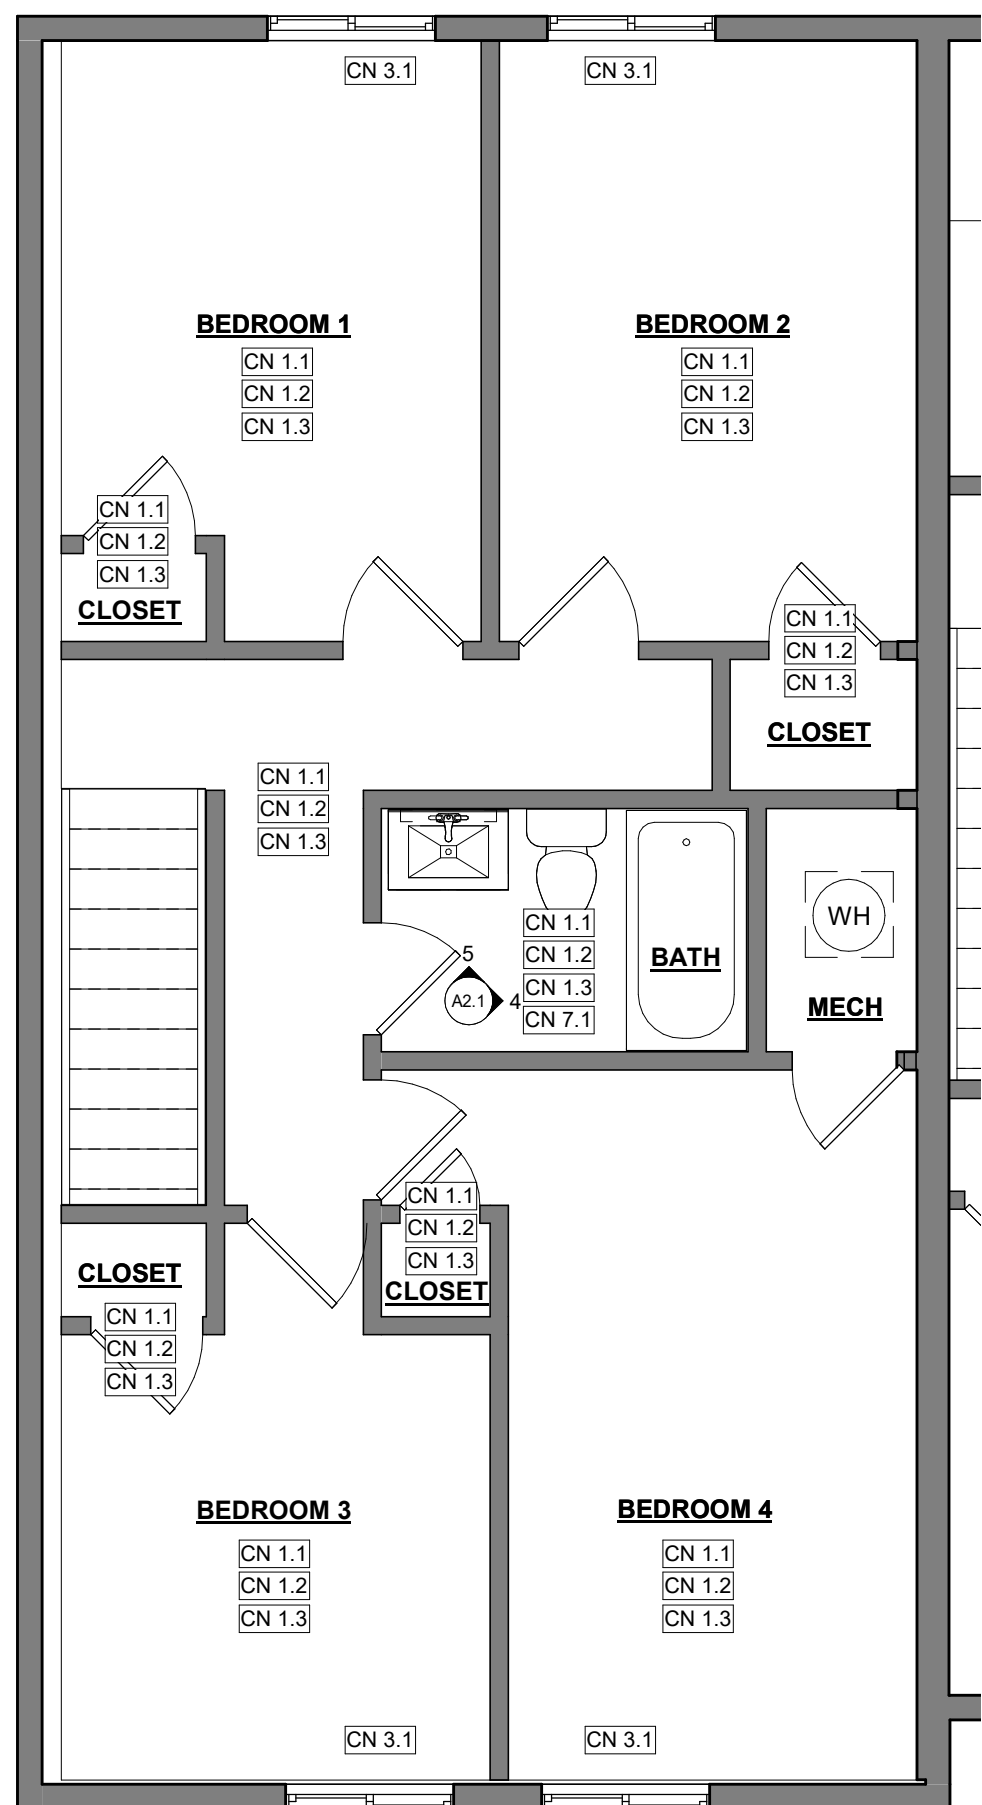 CN 3.1
CN 3.1
BEDROOM 1
CN 1.1
CN 1.2
CN 1.3
BEDROOM 2
CN 1.1
CN 1.2
CN 1.3
CN 1.1
CN 1.2
CN 1.3
CLOSET
CN 1.1
CN 1.2
CN 1.3
CLOSET
CN 1.1
CN 1.2
CN 1.3
CN 1.1
CN 1.2
CN 1.3
CN 7.1
BATH
5
A2.1
4
WH
MECH
CN 1.1
CN 1.2
CN 1.3
CLOSET
CLOSET
CN 1.1
CN 1.2
CN 1.3
BEDROOM 3
CN 1.1
CN 1.2
CN 1.3
BEDROOM 4
CN 1.1
CN 1.2
CN 1.3
CN 3.1
CN 3.1